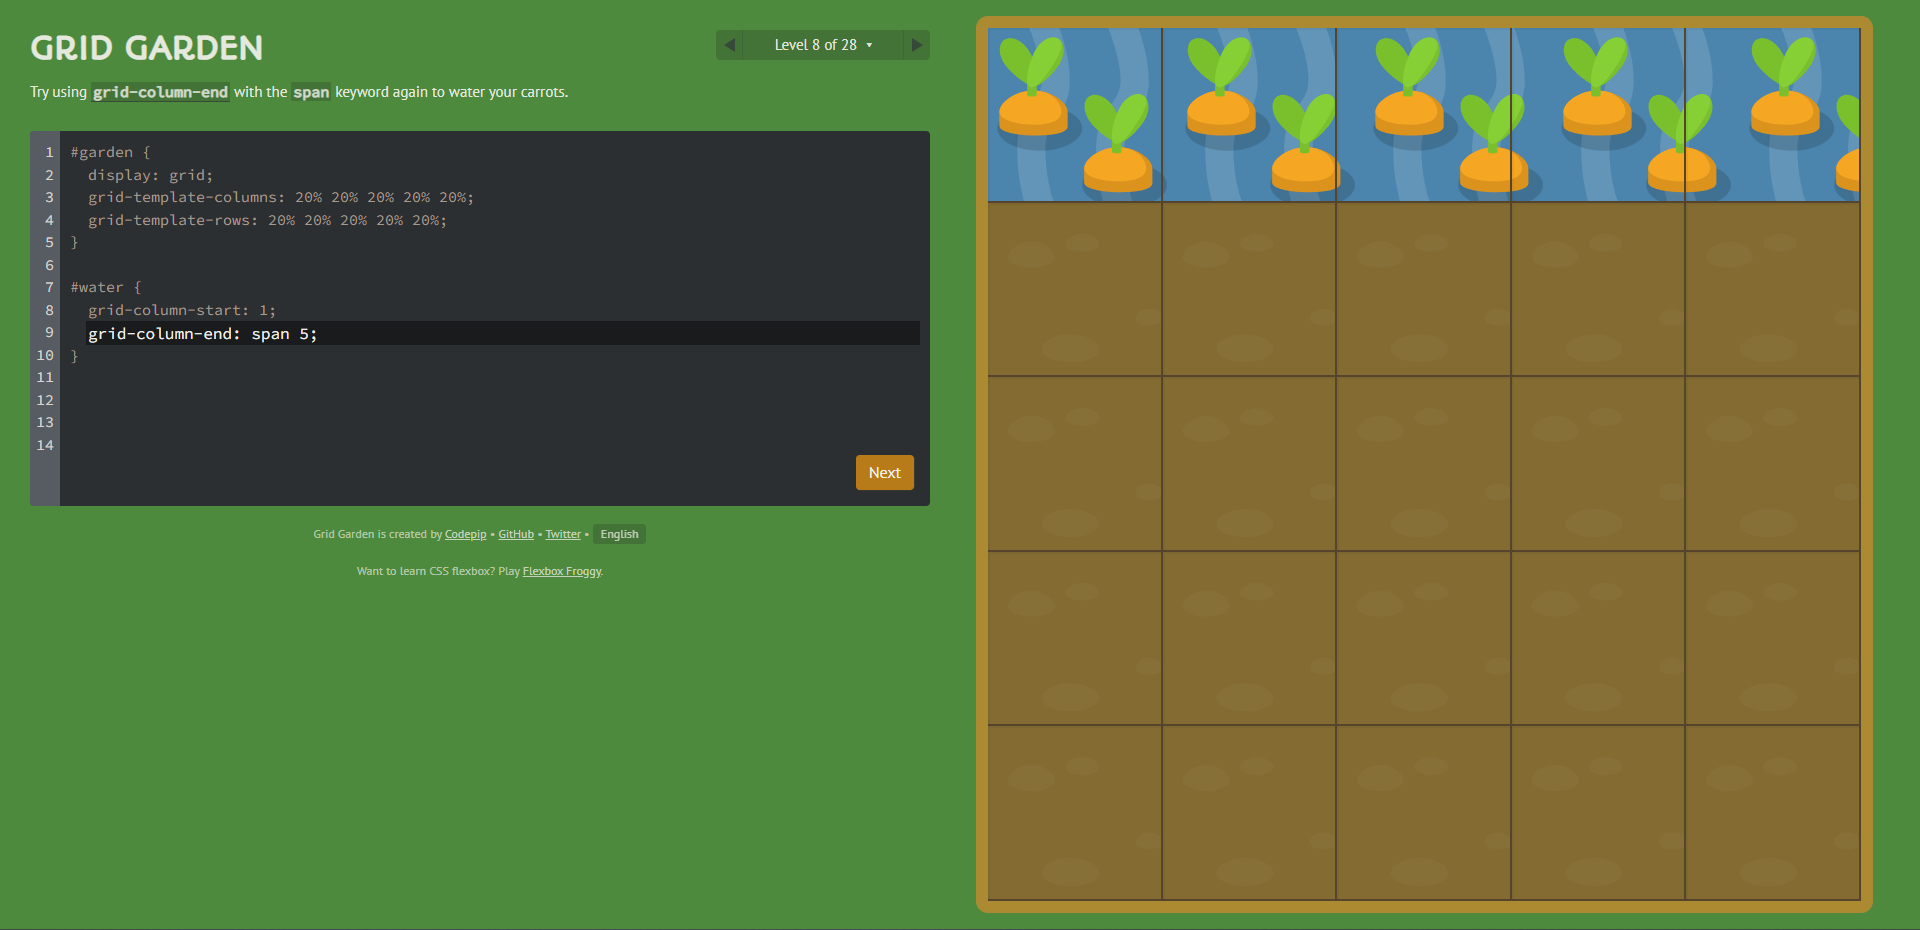 GRID GARDEN
Level 8 of 28
Try using grid-column-end with the span keyword again to water your carrots.
1 #garden {
2   display: grid;
3   grid-template-columns: 20% 20% 20% 20% 20%;
4   grid-template-rows: 20% 20% 20% 20% 20%;
5 }
6
7 #water {
8   grid-column-start: 1;
9   grid-column-end: span 5;
10 }
11
12
13
14
Next
Grid Garden is created by Codepip • GitHub • Twitter • English
Want to learn CSS flexbox? Play Flexbox Froggy.